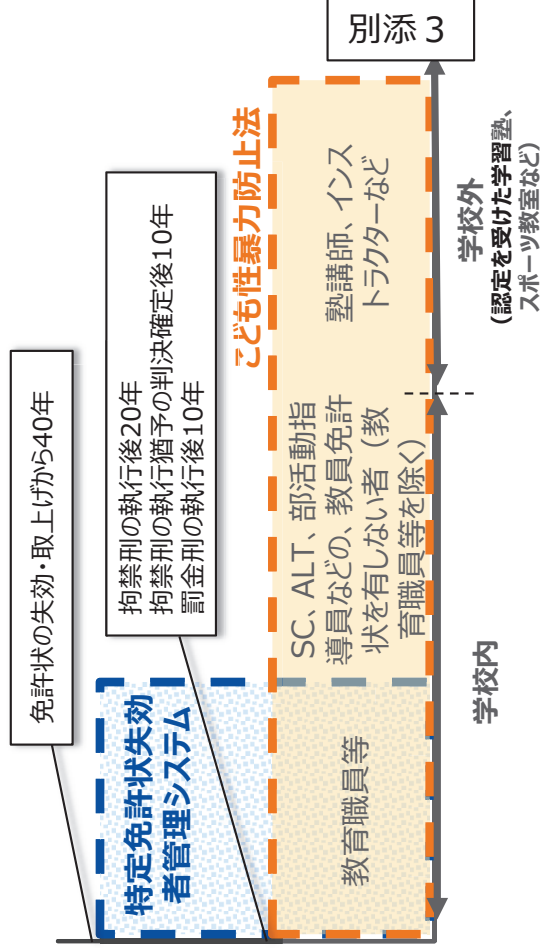 別添３
免許状の失効・取上げから40年
拘禁刑の執行後20年
拘禁刑の執行猶予の判決確定後10年
罰金刑の執行後10年
特定免許状失効
者管理システム
こども性暴力防止法
教育職員等
SC、ALT、部活動指
導員などの、教員免許
状を有しない者（教
育職員等を除く）
塾講師、インス
トラクターなど
学校内
学校外
（認定を受けた学習塾、
スポーツ教室など）